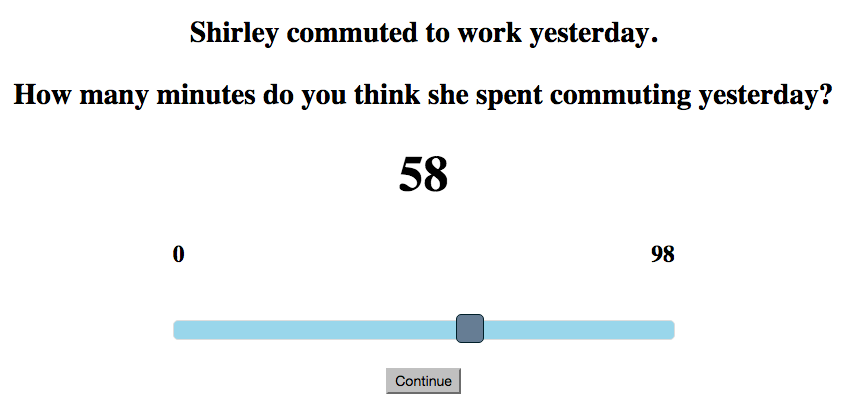 Shirley commuted to work yesterday.
How many minutes do you think she spent commuting yesterday?
58
0 98
Continue